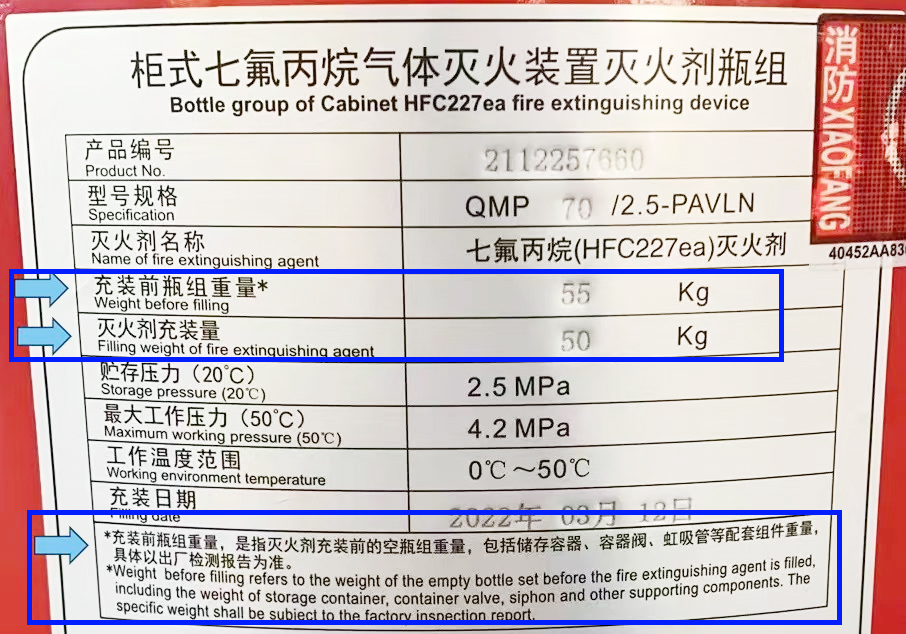 柜式七氟丙烷气体灭火装置灭火剂瓶组
Bottle group of Cabinet HFC227ea fire extinguishing device
消防 XIAOFANG
40452AA83
产品编号
Product No.
2112257660
型号规格
Specification
QMP 70 /2.5-PAVLN
灭火剂名称
Name of fire extinguishing agent
七氟丙烷(HFC227ea)灭火剂
充装前瓶组重量*
Weight before filling
55 Kg
灭火剂充装量
Filling weight of fire extinguishing agent
50 Kg
贮存压力（20℃）
Storage pressure (20℃)
2.5 MPa
最大工作压力（50℃）
Maximum working pressure (50℃)
4.2 MPa
工作温度范围
Working environment temperature
0℃～50℃
充装日期
Filling date
2022年 03月 12日
*充装前瓶组重量，是指灭火剂充装前的空瓶组重量，包括储存容器、容器阀、虹吸管等配套组件重量，
具体以出厂检测报告为准。
*Weight before filling refers to the weight of the empty bottle set before the fire extinguishing agent is filled,
including the weight of storage container, container valve, siphon and other supporting components. The
specific weight shall be subject to the factory inspection report.